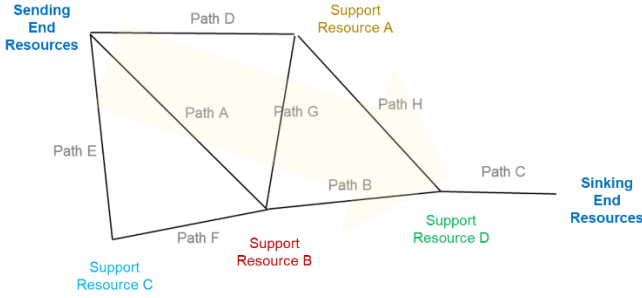 Sending
End
Resources
Path D
Support
Resource A
Path A
Path G
Path H
Path E
Path B
Path C
Sinking
End
Resources
Path F
Support
Resource B
Support
Resource D
Support
Resource C